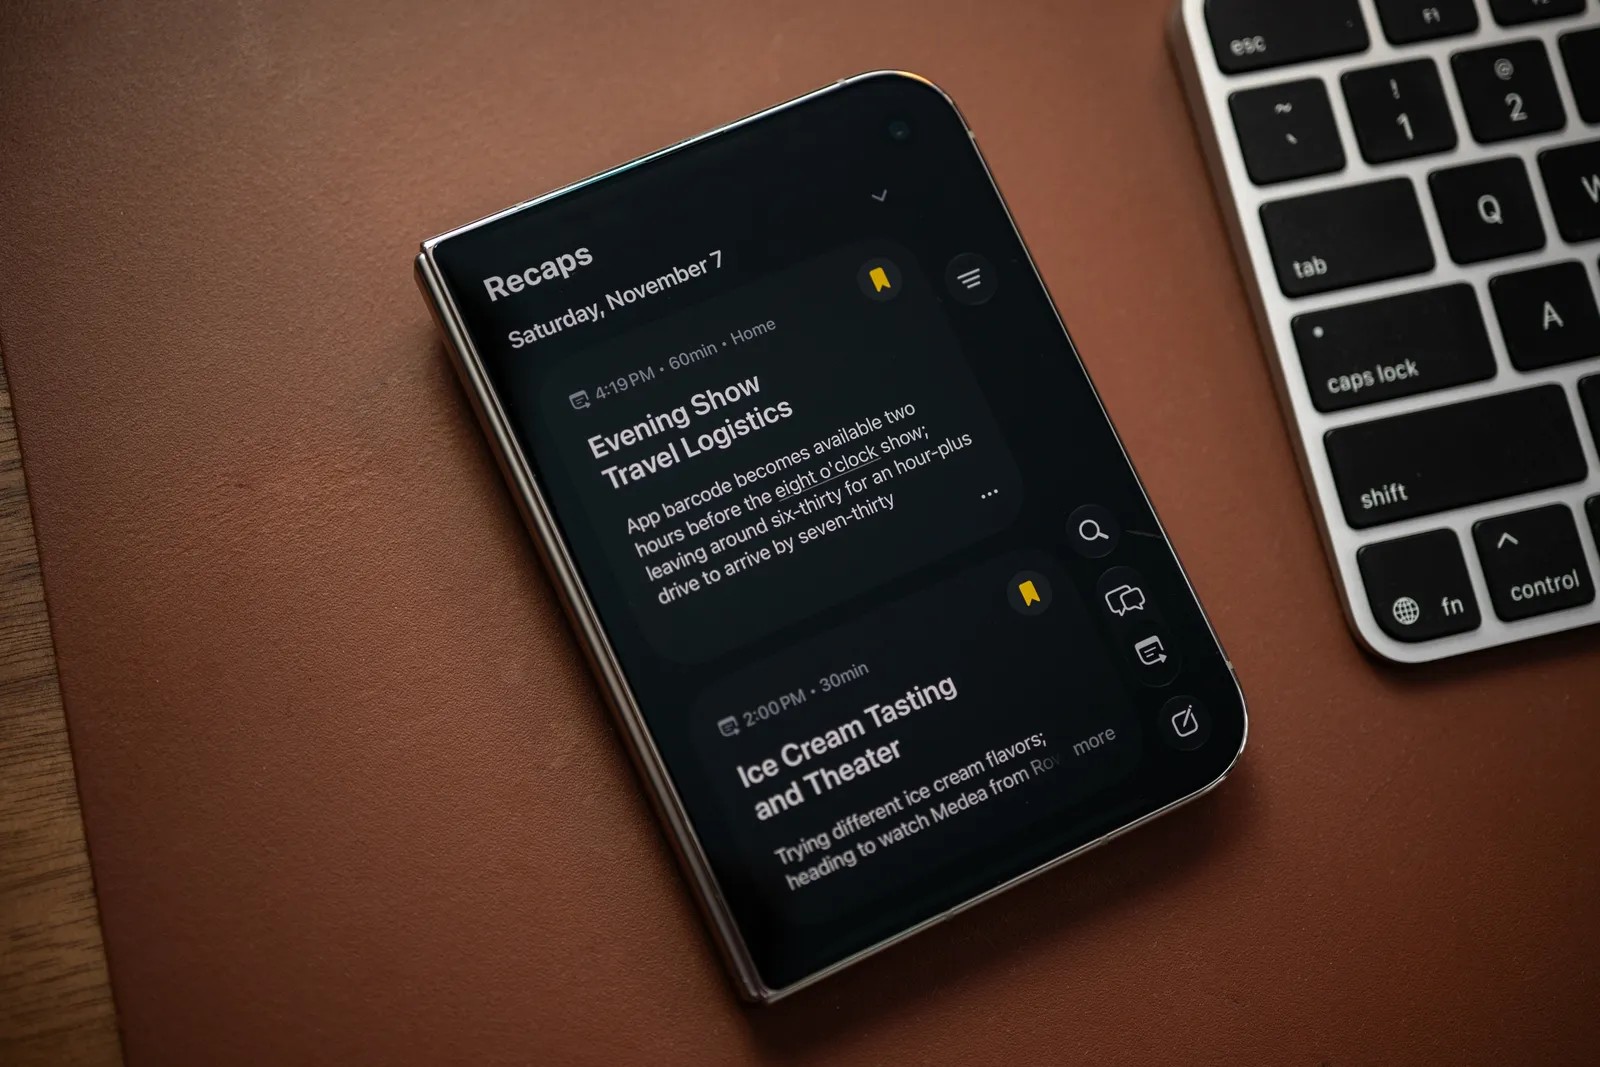 Recaps
Saturday, November 7
4:19 PM • 60min • Home
Evening Show
Travel Logistics
App barcode becomes available two
hours before the eight o'clock show;
leaving around six-thirty for an hour-plus
drive to arrive by seven-thirty
2:00 PM • 30min
Ice Cream Tasting
and Theater
Trying different ice cream flavors;
heading to watch Medea from
more
esc
F1
F2
~
`
!
1
@
2
tab
Q
W
caps lock
A
shift
fn
^
control